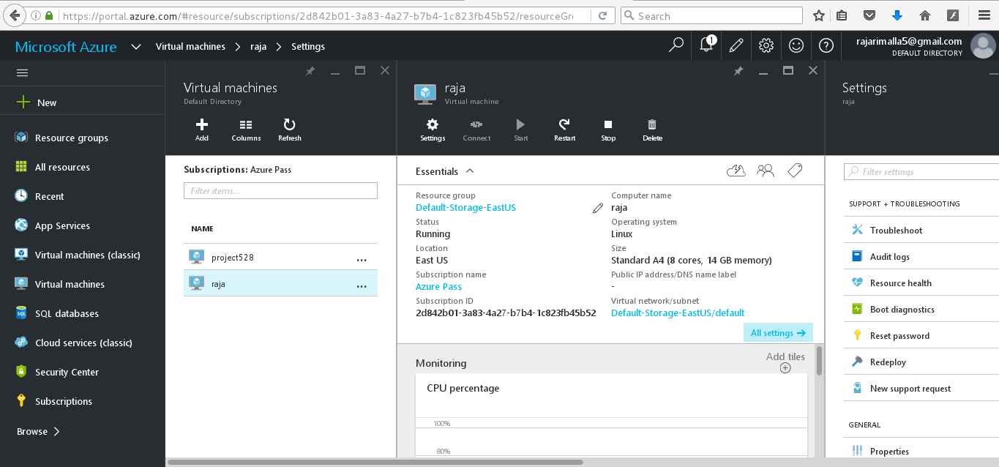 https://portal.azure.com/#resource/subscriptions/2d842b01-3a83-4a27-b7b4-1c823fb45b52/resourceGr
Search
Microsoft Azure
Virtual machines > raja > Settings
1
rajarimalla5@gmail.com
DEFAULT DIRECTORY
New
Resource groups
All resources
Recent
App Services
Virtual machines (classic)
Virtual machines
SQL databases
Cloud services (classic)
Security Center
Subscriptions
Browse >
Virtual machines
Default Directory
Add Columns Refresh
Subscriptions: Azure Pass
Filter items...
NAME
project528 ...
raja ...
raja
Virtual machine
Settings Connect Start Restart Stop Delete
Essentials
Resource group
Default-Storage-EastUS
Status
Running
Location
East US
Subscription name
Azure Pass
Subscription ID
2d842b01-3a83-4a27-b7b4-1c823fb45b52
Computer name
raja
Operating system
Linux
Size
Standard A4 (8 cores, 14 GB memory)
Public IP address/DNS name label
-
Virtual network/subnet
Default-Storage-EastUS/default
All settings →
Monitoring
Add tiles
CPU percentage
100%
80%
Settings
raja
Filter settings
SUPPORT + TROUBLESHOOTING
Troubleshoot
Audit logs
Resource health
Boot diagnostics
Reset password
Redeploy
New support request
GENERAL
Properties